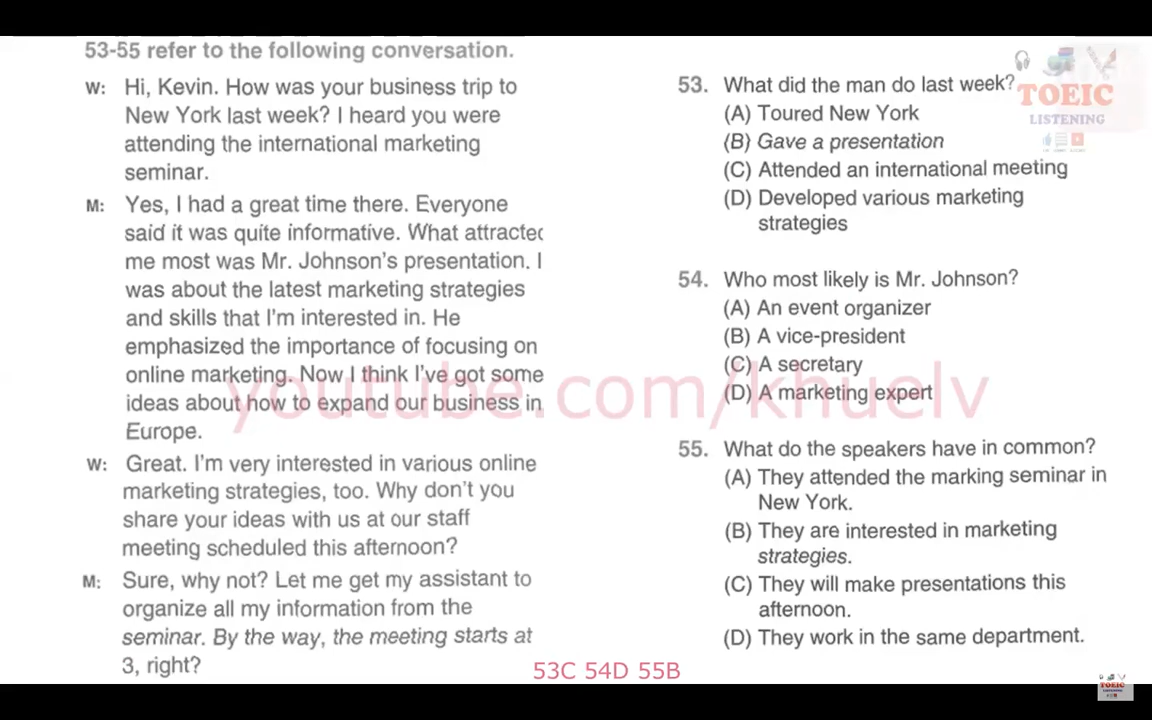 53-55 refer to the following conversation.
W: Hi, Kevin. How was your business trip to
New York last week? I heard you were
attending the international marketing
seminar.
M: Yes, I had a great time there. Everyone
said it was quite informative. What attracted
me most was Mr. Johnson's presentation. I
was about the latest marketing strategies
and skills that I'm interested in. He
emphasized the importance of focusing on
online marketing. Now I think I've got some
ideas about how to expand our business in
Europe.
W: Great. I'm very interested in various online
marketing strategies, too. Why don't you
share your ideas with us at our staff
meeting scheduled this afternoon?
M: Sure, why not? Let me get my assistant to
organize all my information from the
seminar. By the way, the meeting starts at
3, right?
53. What did the man do last week?
(A) Toured New York
(B) Gave a presentation
(C) Attended an international meeting
(D) Developed various marketing
strategies
54. Who most likely is Mr. Johnson?
(A) An event organizer
(B) A vice-president
(C) A secretary
(D) A marketing expert
55. What do the speakers have in common?
(A) They attended the marking seminar in
New York.
(B) They are interested in marketing
strategies.
(C) They will make presentations this
afternoon.
(D) They work in the same department.
53C 54D 55B
youtube.com/khuelv
TOEIC
LISTENING
TOEIC
LISTENING